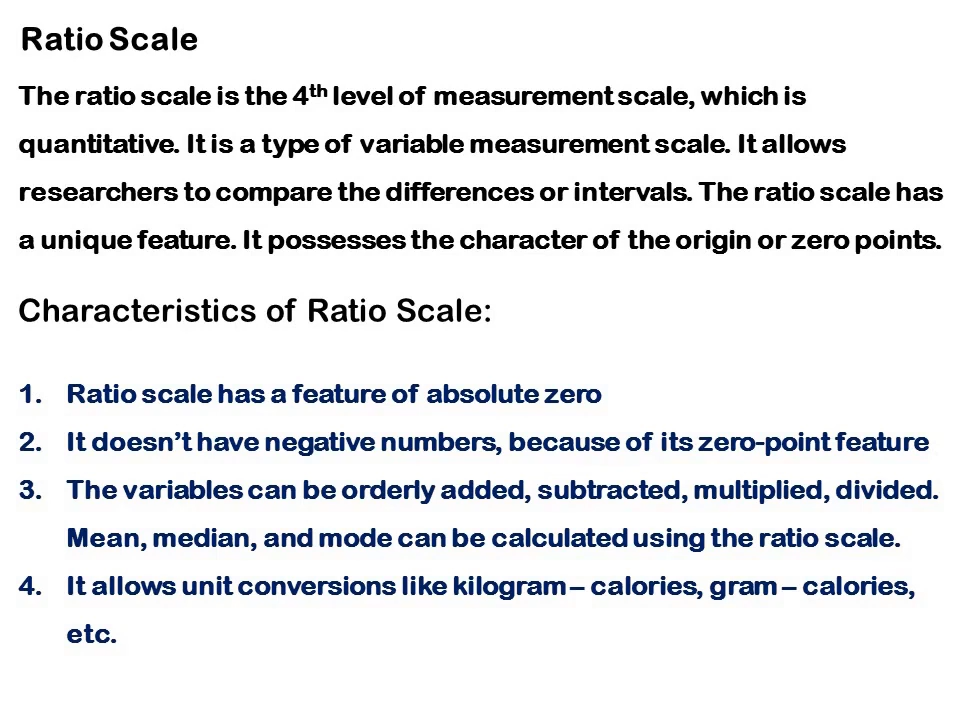 Ratio Scale
The ratio scale is the 4th level of measurement scale, which is
quantitative. It is a type of variable measurement scale. It allows
researchers to compare the differences or intervals. The ratio scale has
a unique feature. It possesses the character of the origin or zero points.
Characteristics of Ratio Scale:
1. Ratio scale has a feature of absolute zero
2. It doesn’t have negative numbers, because of its zero-point feature
3. The variables can be orderly added, subtracted, multiplied, divided.
Mean, median, and mode can be calculated using the ratio scale.
4. It allows unit conversions like kilogram – calories, gram – calories,
etc.